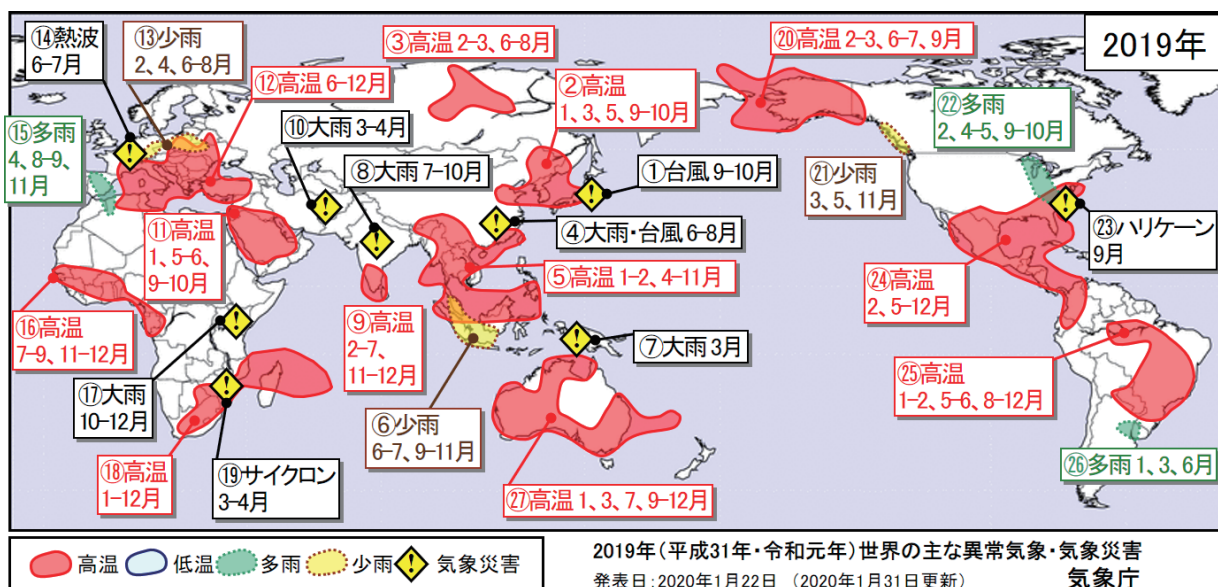 2019年
⑭熱波
6-7月
⑬少雨
2、4、6-8月
③高温 2-3、6-8月
⑳高温 2-3、6-7、9月
⑫高温 6-12月
②高温
1、3、5、9-10月
㉒多雨
2、4-5、9-10月
⑮多雨
4、8-9、
11月
⑩大雨 3-4月
⑧大雨 7-10月
①台風 9-10月
㉑少雨
3、5、11月
④大雨・台風 6-8月
㉓ハリケーン
9月
⑪高温
1、5-6、
9-10月
⑤高温 1-2、4-11月
㉔高温
2、5-12月
⑯高温
7-9、11-12月
⑨高温
2-7、
11-12月
⑦大雨 3月
㉕高温
1-2、5-6、8-12月
⑰大雨
10-12月
⑥少雨
6-7、9-11月
⑱高温
1-12月
⑲サイクロン
3-4月
㉗高温 1、3、7、9-12月
㉖多雨 1、3、6月
高温 低温 多雨 少雨 気象災害
2019年(平成31年・令和元年)世界の主な異常気象・気象災害
発表日:2020年1月22日 (2020年1月31日更新) 気象庁